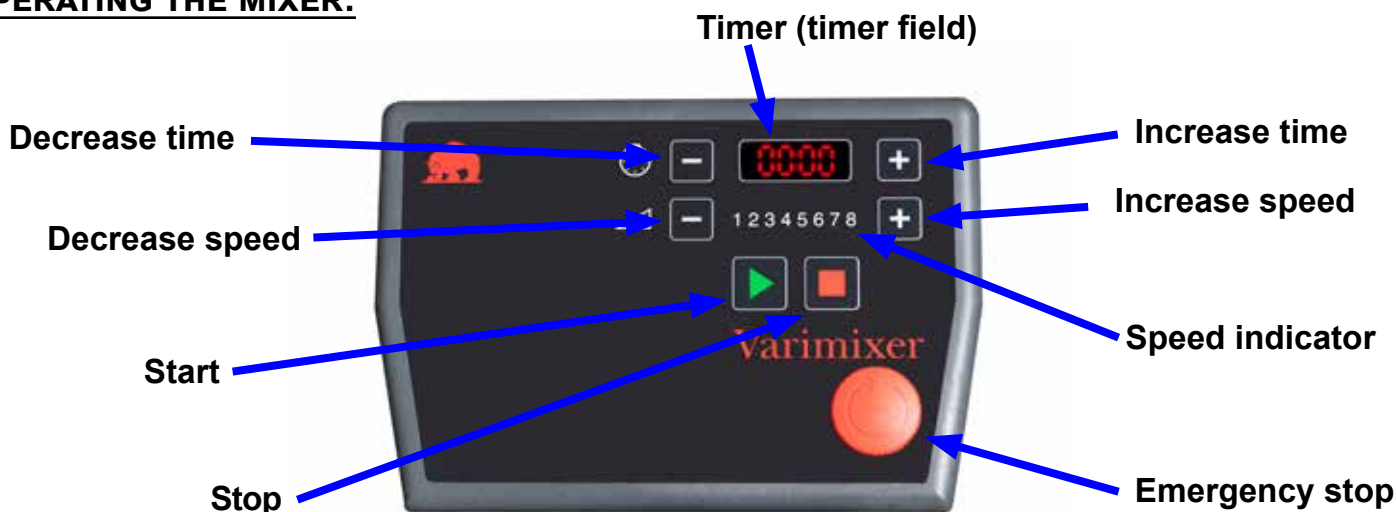 PERATING THE MIXER:
Timer (timer field)
Decrease time
Increase time
0000
Decrease speed
12345678
Increase speed
Start
Speed indicator
Varimixer
Stop
Emergency stop